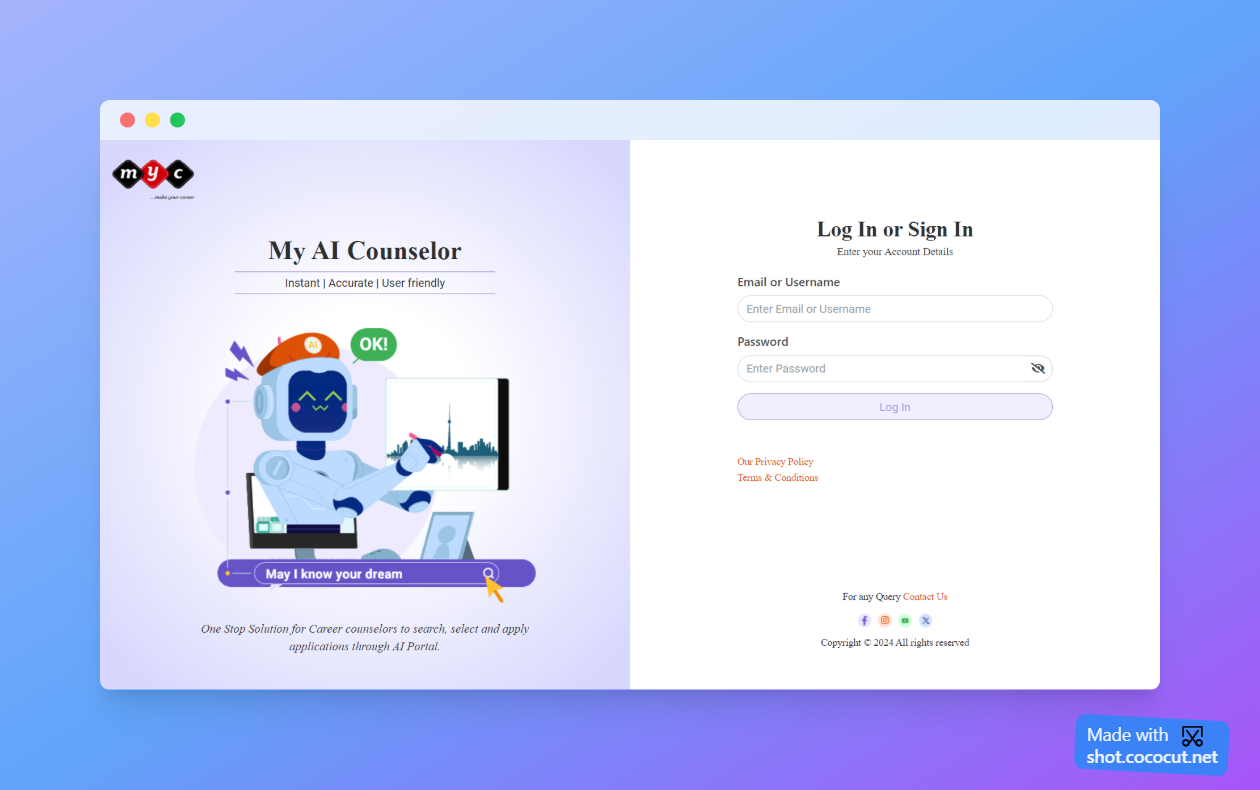 myc
...make your career
My AI Counselor
Instant | Accurate | User friendly
AI
OK!
May I know your dream
One Stop Solution for Career counselors to search, select and apply
applications through AI Portal.
Log In or Sign In
Enter your Account Details
Email or Username
Enter Email or Username
Password
Enter Password
Log In
Our Privacy Policy
Terms & Conditions
For any Query Contact Us
Copyright © 2024 All rights reserved
Made with
shot.cococut.net